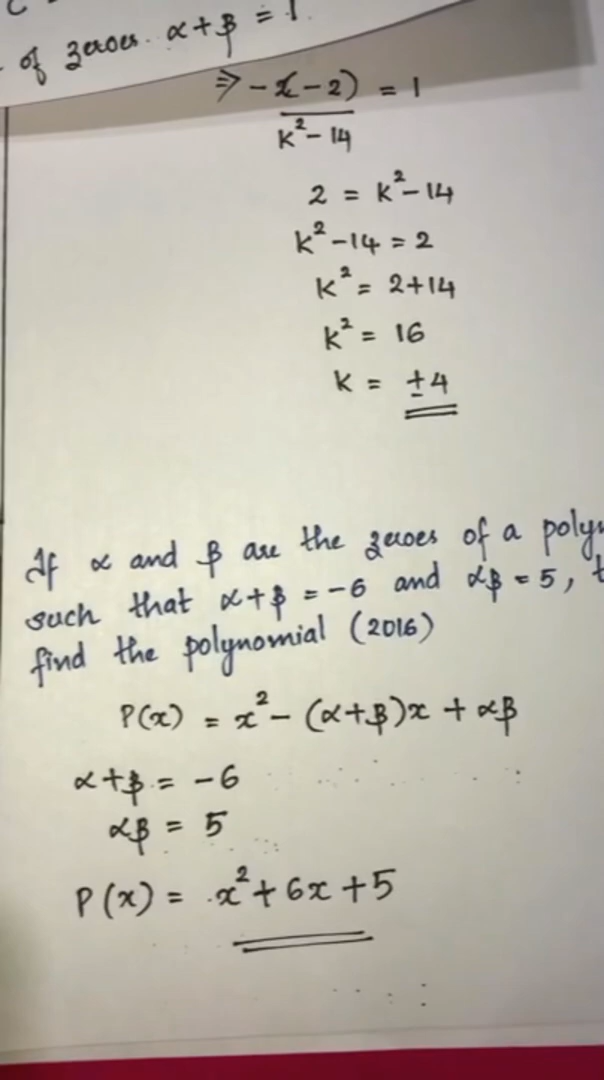 of zeroes. α+β = 1.
⇒ -(-2) = 1
k²-14
2 = k²-14
k²-14 = 2
k² = 2+14
k² = 16
k = ±4
If α and β are the zeroes of a
such that α+β = -6 and αβ = 5,
find the polynomial (2016)
P(x) = x² - (α+β)x + αβ
α+β = -6
αβ = 5
P(x) = x²+6x+5